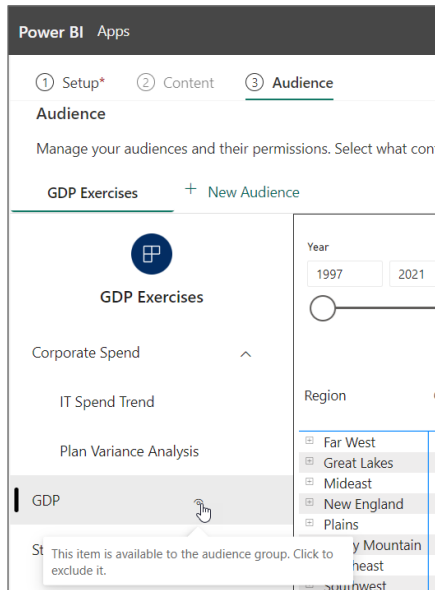 Power BI Apps
1 Setup* 2 Content 3 Audience
Audience
Manage your audiences and their permissions. Select what con
GDP Exercises + New Audience
GDP Exercises
Corporate Spend
IT Spend Trend
Plan Variance Analysis
GDP
St
This item is available to the audience group. Click to
exclude it.
Year
1997 2021
Region
Far West
Great Lakes
Mideast
New England
Plains
y Mountain
heast
Southwest